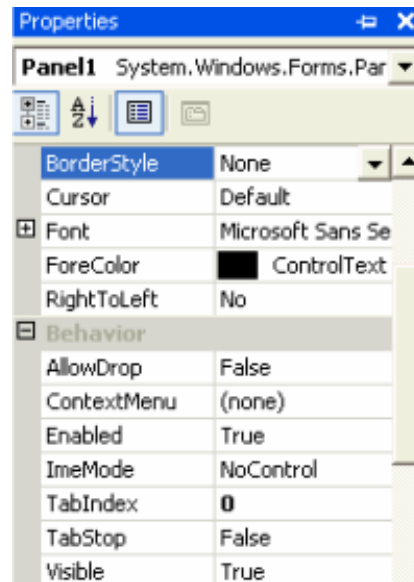 Properties
Panel1 System.Windows.Forms.Par
BorderStyle None
Cursor Default
Font Microsoft Sans Se
ForeColor ControlText
RightToLeft No
Behavior
AllowDrop False
ContextMenu (none)
Enabled True
ImeMode NoControl
TabIndex 0
TabStop False
Visible True